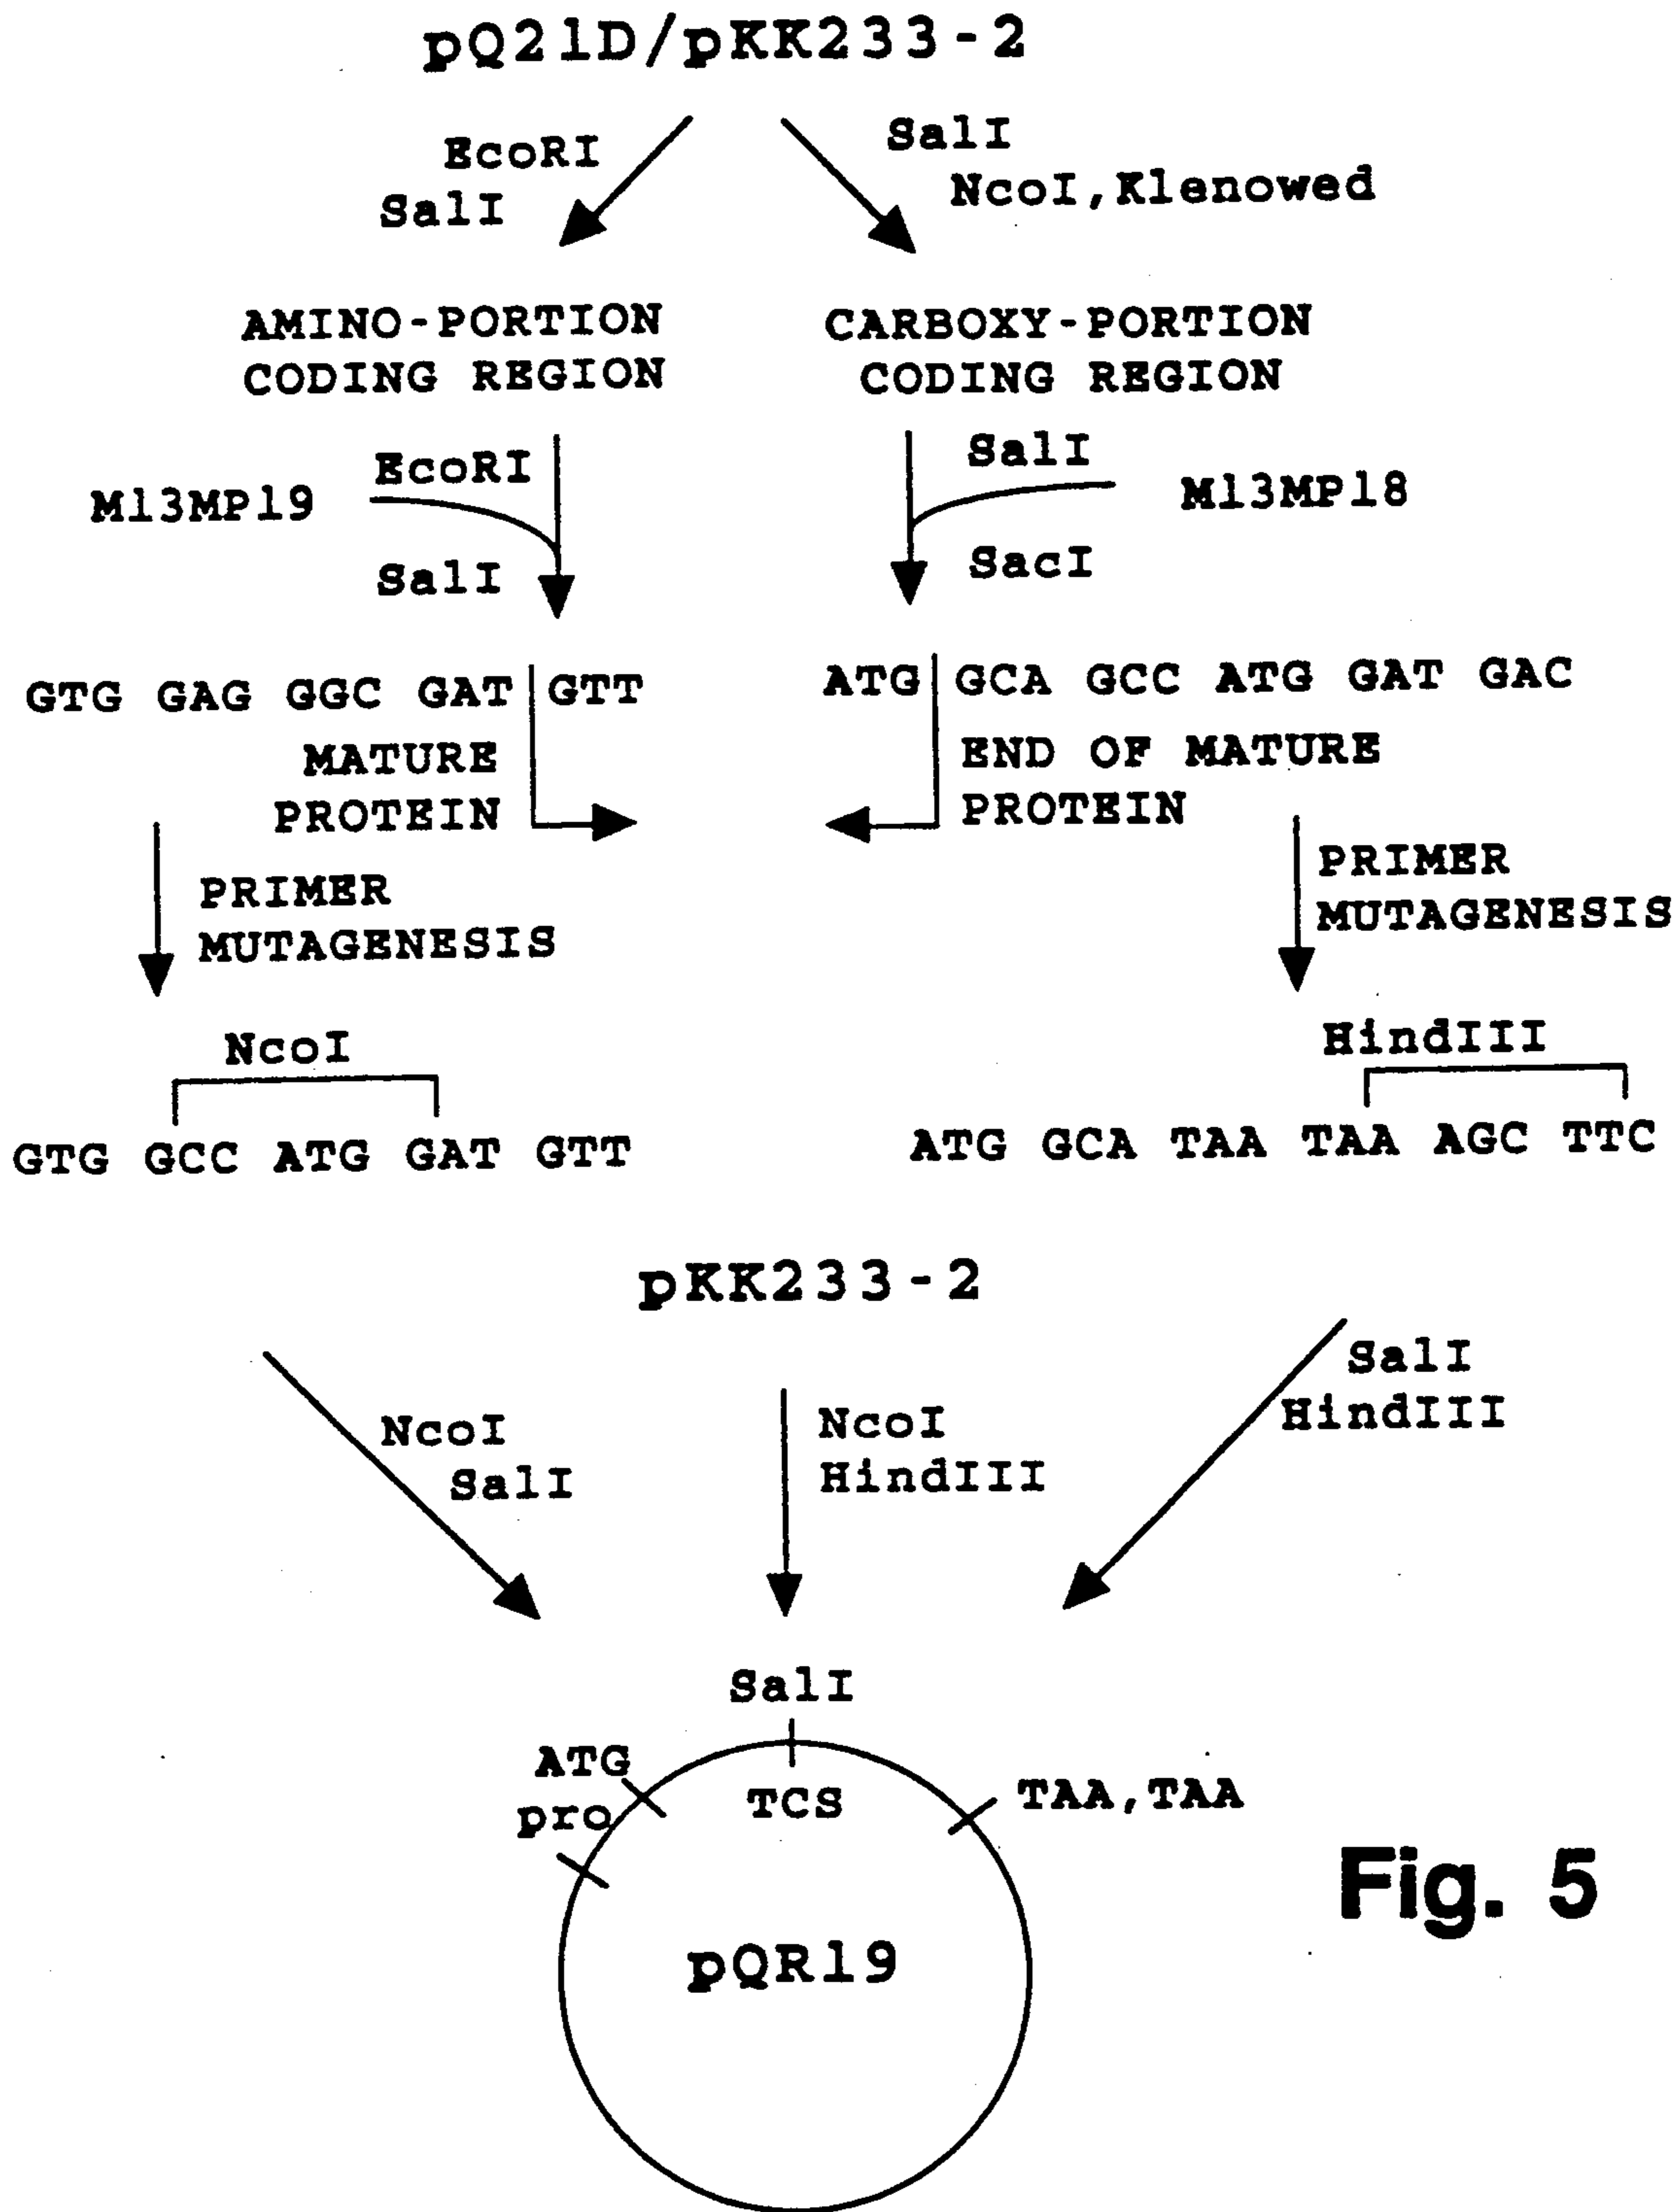 pQ21D/pKK233-2
EcoRI
SalI
SalI
NcoI,Klenowed
AMINO-PORTION
CODING REGION
CARBOXY-PORTION
CODING REGION
M13MP19
EcoRI
SalI
SalI
SacI
M13MP18
GTG GAG GGC GAT GTT
MATURE
PROTEIN
ATG GCA GCC ATG GAT GAC
END OF MATURE
PROTEIN
PRIMER
MUTAGENESIS
PRIMER
MUTAGENESIS
NcoI
GTG GCC ATG GAT GTT
HindIII
ATG GCA TAA TAA AGC TTC
pKK233-2
NcoI
SalI
NcoI
HindIII
SalI
HindIII
SalI
ATG
pro
TCS
TAA,TAA
pQR19
Fig. 5